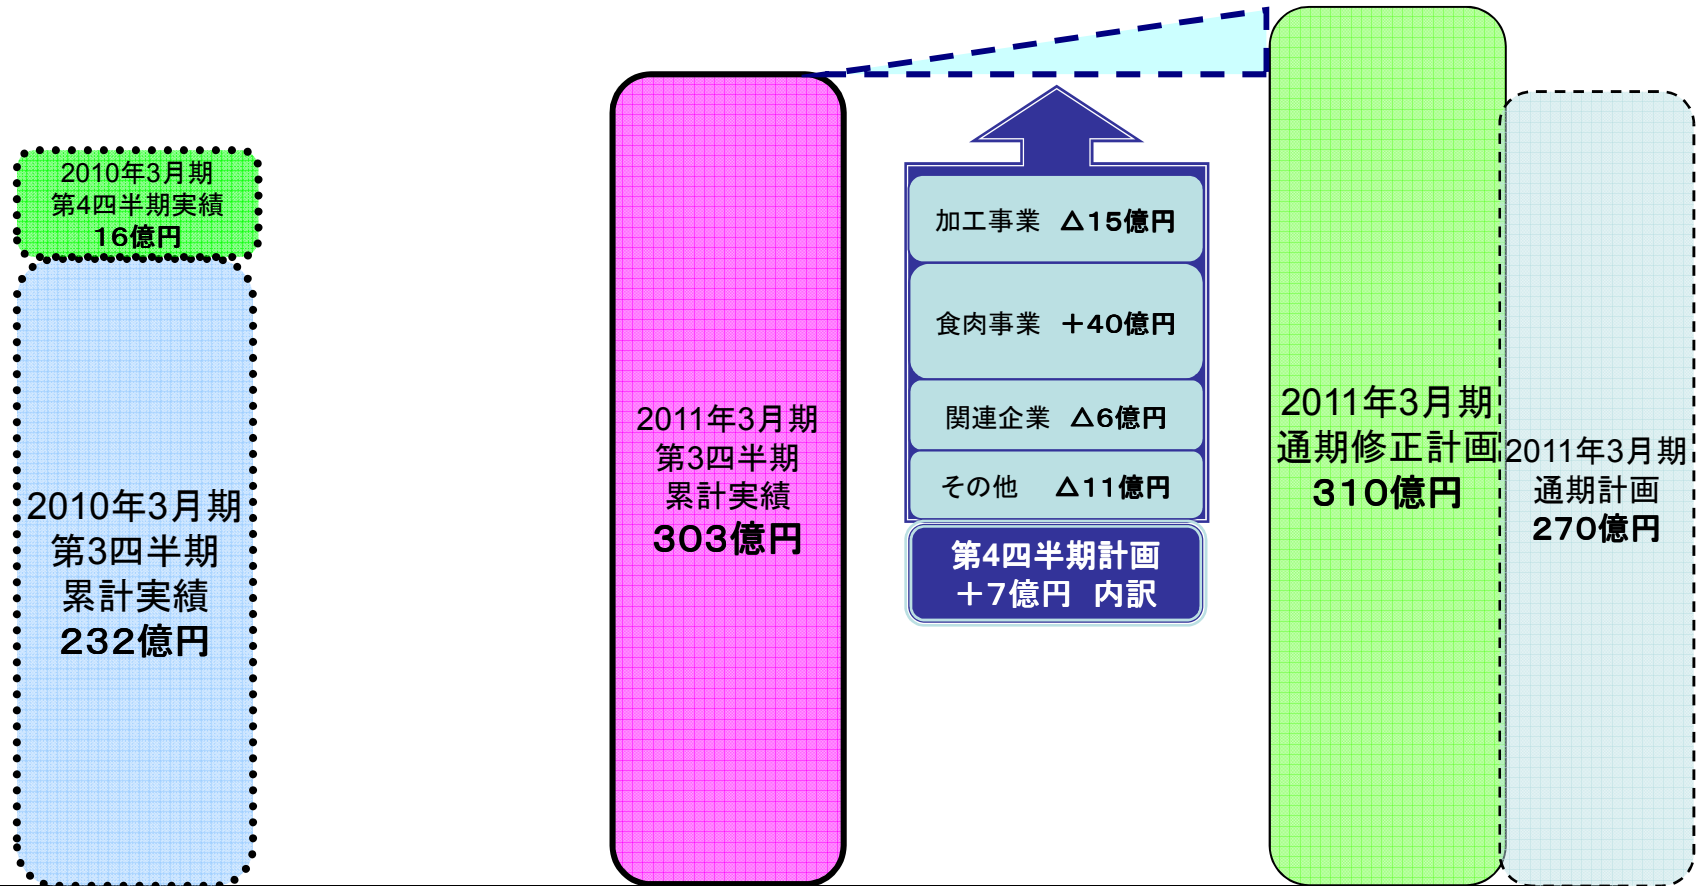 2010年3月期
第4四半期実績
16億円
2010年3月期
第3四半期
累計実績
232億円
2011年3月期
第3四半期
累計実績
303億円
加工事業 △15億円
食肉事業 +40億円
関連企業 △6億円
その他 △11億円
第4四半期計画
+7億円 内訳
2011年3月期
通期修正計画
310億円
2011年3月期
通期計画
270億円